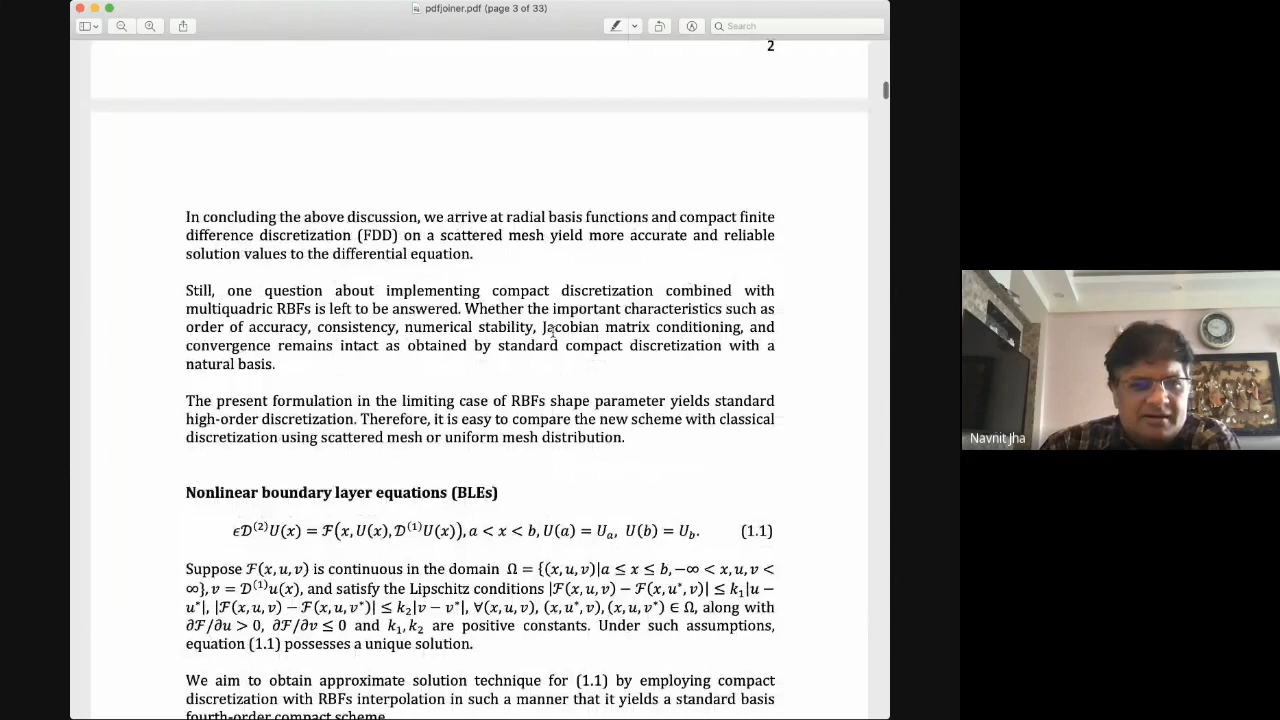 pdfjoiner.pdf (page 3 of 33)
Search
2
In concluding the above discussion, we arrive at radial basis functions and compact finite
difference discretization (FDD) on a scattered mesh yield more accurate and reliable
solution values to the differential equation.
Still, one question about implementing compact discretization combined with
multiquadric RBFs is left to be answered. Whether the important characteristics such as
order of accuracy, consistency, numerical stability, Jacobian matrix conditioning, and
convergence remains intact as obtained by standard compact discretization with a
natural basis.
The present formulation in the limiting case of RBFs shape parameter yields standard
high-order discretization. Therefore, it is easy to compare the new scheme with classical
discretization using scattered mesh or uniform mesh distribution.
Nonlinear boundary layer equations (BLEs)
ϵ𝒟⁽²⁾U(x) = ℱ(x, U(x), 𝒟⁽¹⁾U(x)), a < x < b, U(a) = Uₐ, U(b) = U_b. (1.1)
Suppose ℱ(x, u, v) is continuous in the domain Ω = {(x, u, v)|a ≤ x ≤ b, −∞ < x, u, v <
∞}, v = 𝒟⁽¹⁾u(x), and satisfy the Lipschitz conditions |ℱ(x, u, v) − ℱ(x, u*, v)| ≤ k₁|u −
u*|, |ℱ(x, u, v) − ℱ(x, u, v*)| ≤ k₂|v − v*|, ∀(x, u, v), (x, u*, v), (x, u, v*) ∈ Ω, along with
∂ℱ/∂u > 0, ∂ℱ/∂v ≤ 0 and k₁, k₂ are positive constants. Under such assumptions,
equation (1.1) possesses a unique solution.
We aim to obtain approximate solution technique for (1.1) by employing compact
discretization with RBFs interpolation in such a manner that it yields a standard basis
fourth-order compact scheme.
Navnit Jha